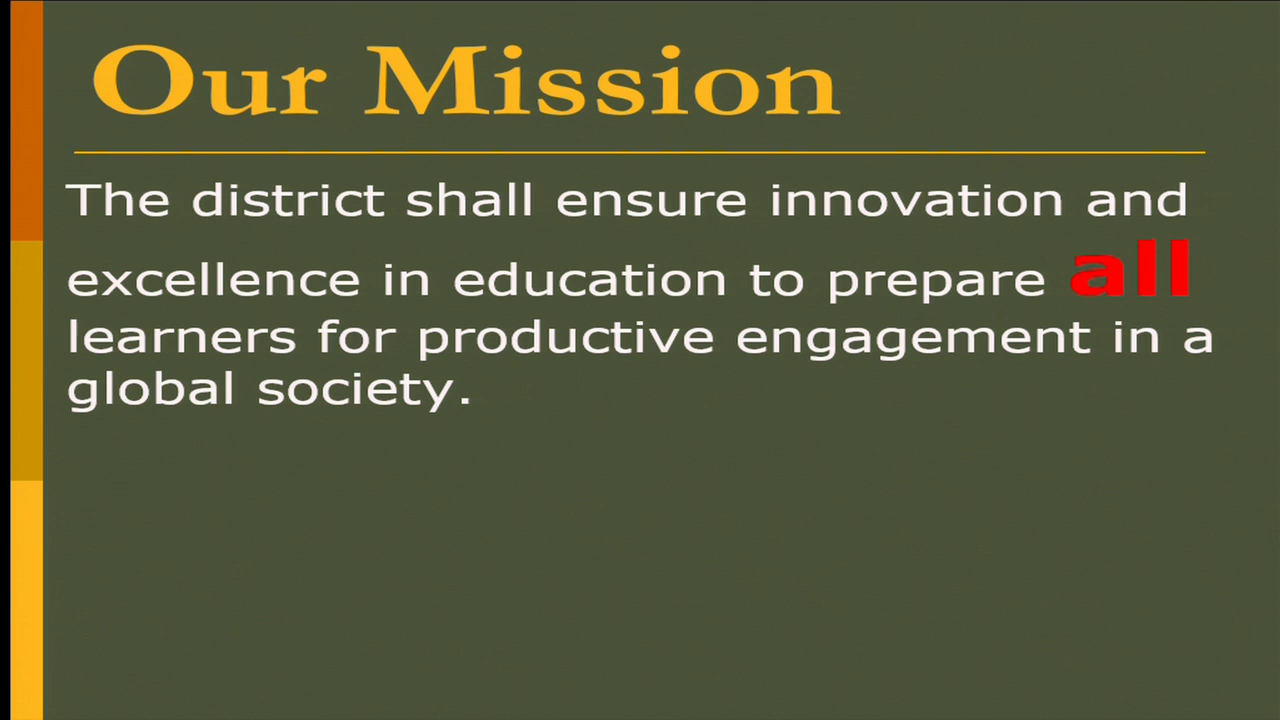 Our Mission
The district shall ensure innovation and
excellence in education to prepare all
learners for productive engagement in a
global society.